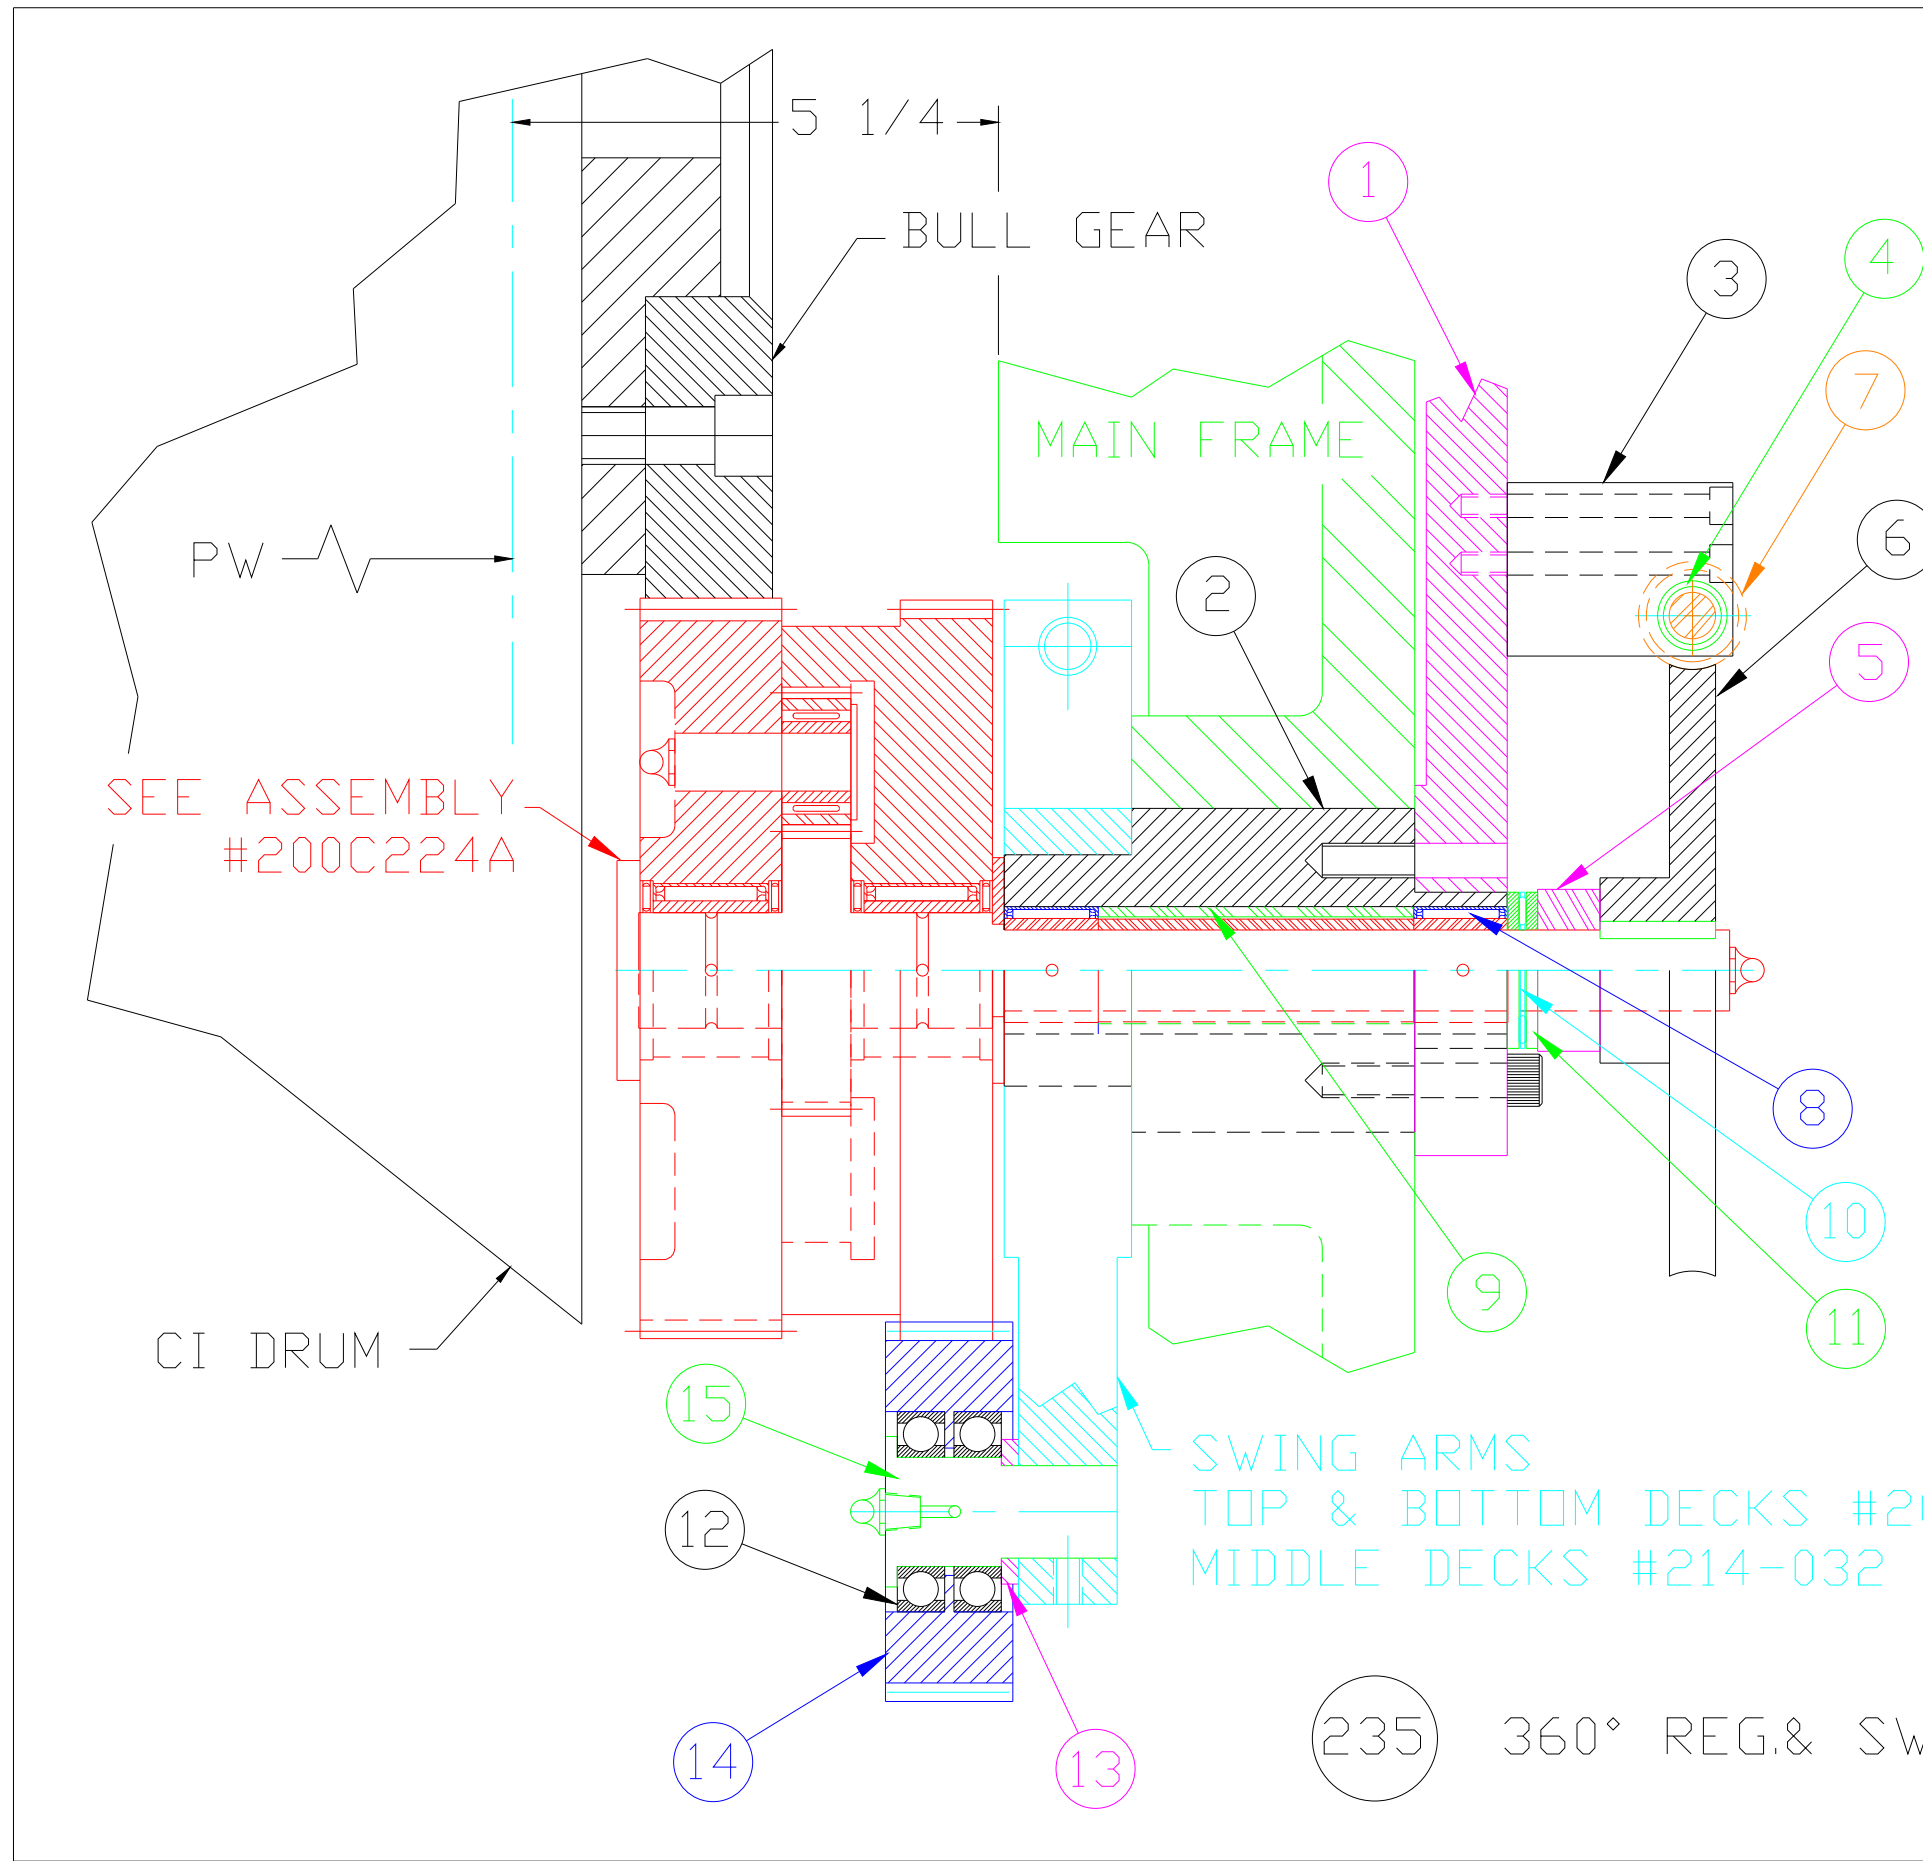 5 1/4
BULL GEAR
1
4
3
7
MAIN FRAME
6
PW
2
5
SEE ASSEMBLY
#200C224A
8
10
9
11
CI DRUM
15
SWING ARMS
TOP & BOTTOM DECKS
MIDDLE DECKS #214-032
12
14
13
235
360° REG.&